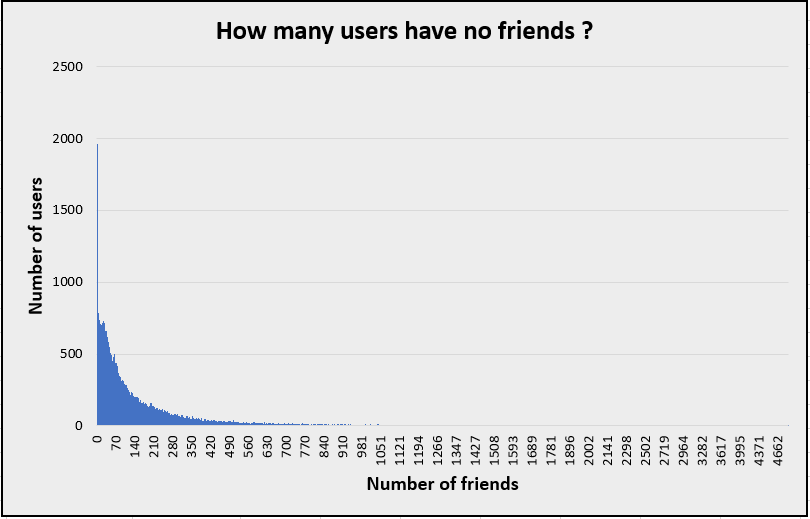 How many users have no friends ?
2500
2000
1500
1000
500
0
Number of users
0 70 140 210 280 350 420 490 560 630 700 770 840 910 981 1051 1121 1194 1266 1347 1427 1508 1593 1689 1781 1896 2002 2141 2298 2502 2719 2964 3282 3617 3995 4371 4662
Number of friends